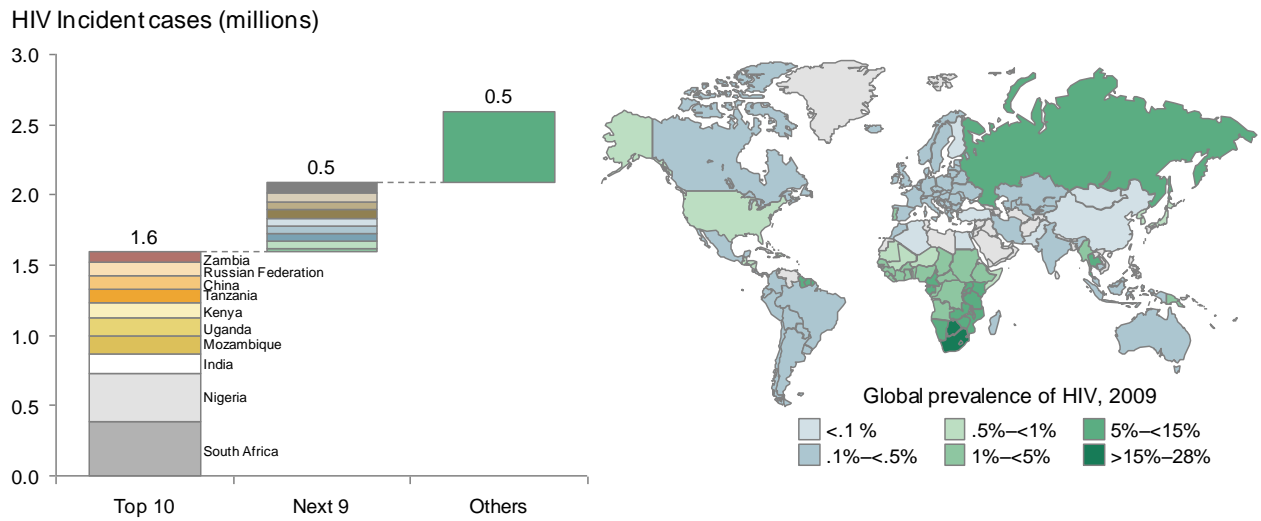 HIV Incident cases (millions)
3.0
2.5
2.0
1.5
1.0
0.5
0.0
1.6
0.5
0.5
Zambia
Russian Federation
China
Tanzania
Kenya
Uganda
Mozambique
India
Nigeria
South Africa
Top 10
Next 9
Others
Global prevalence of HIV, 2009
<.1 %
.5%–<1%
5%–<15%
.1%–<.5%
1%–<5%
>15%–28%